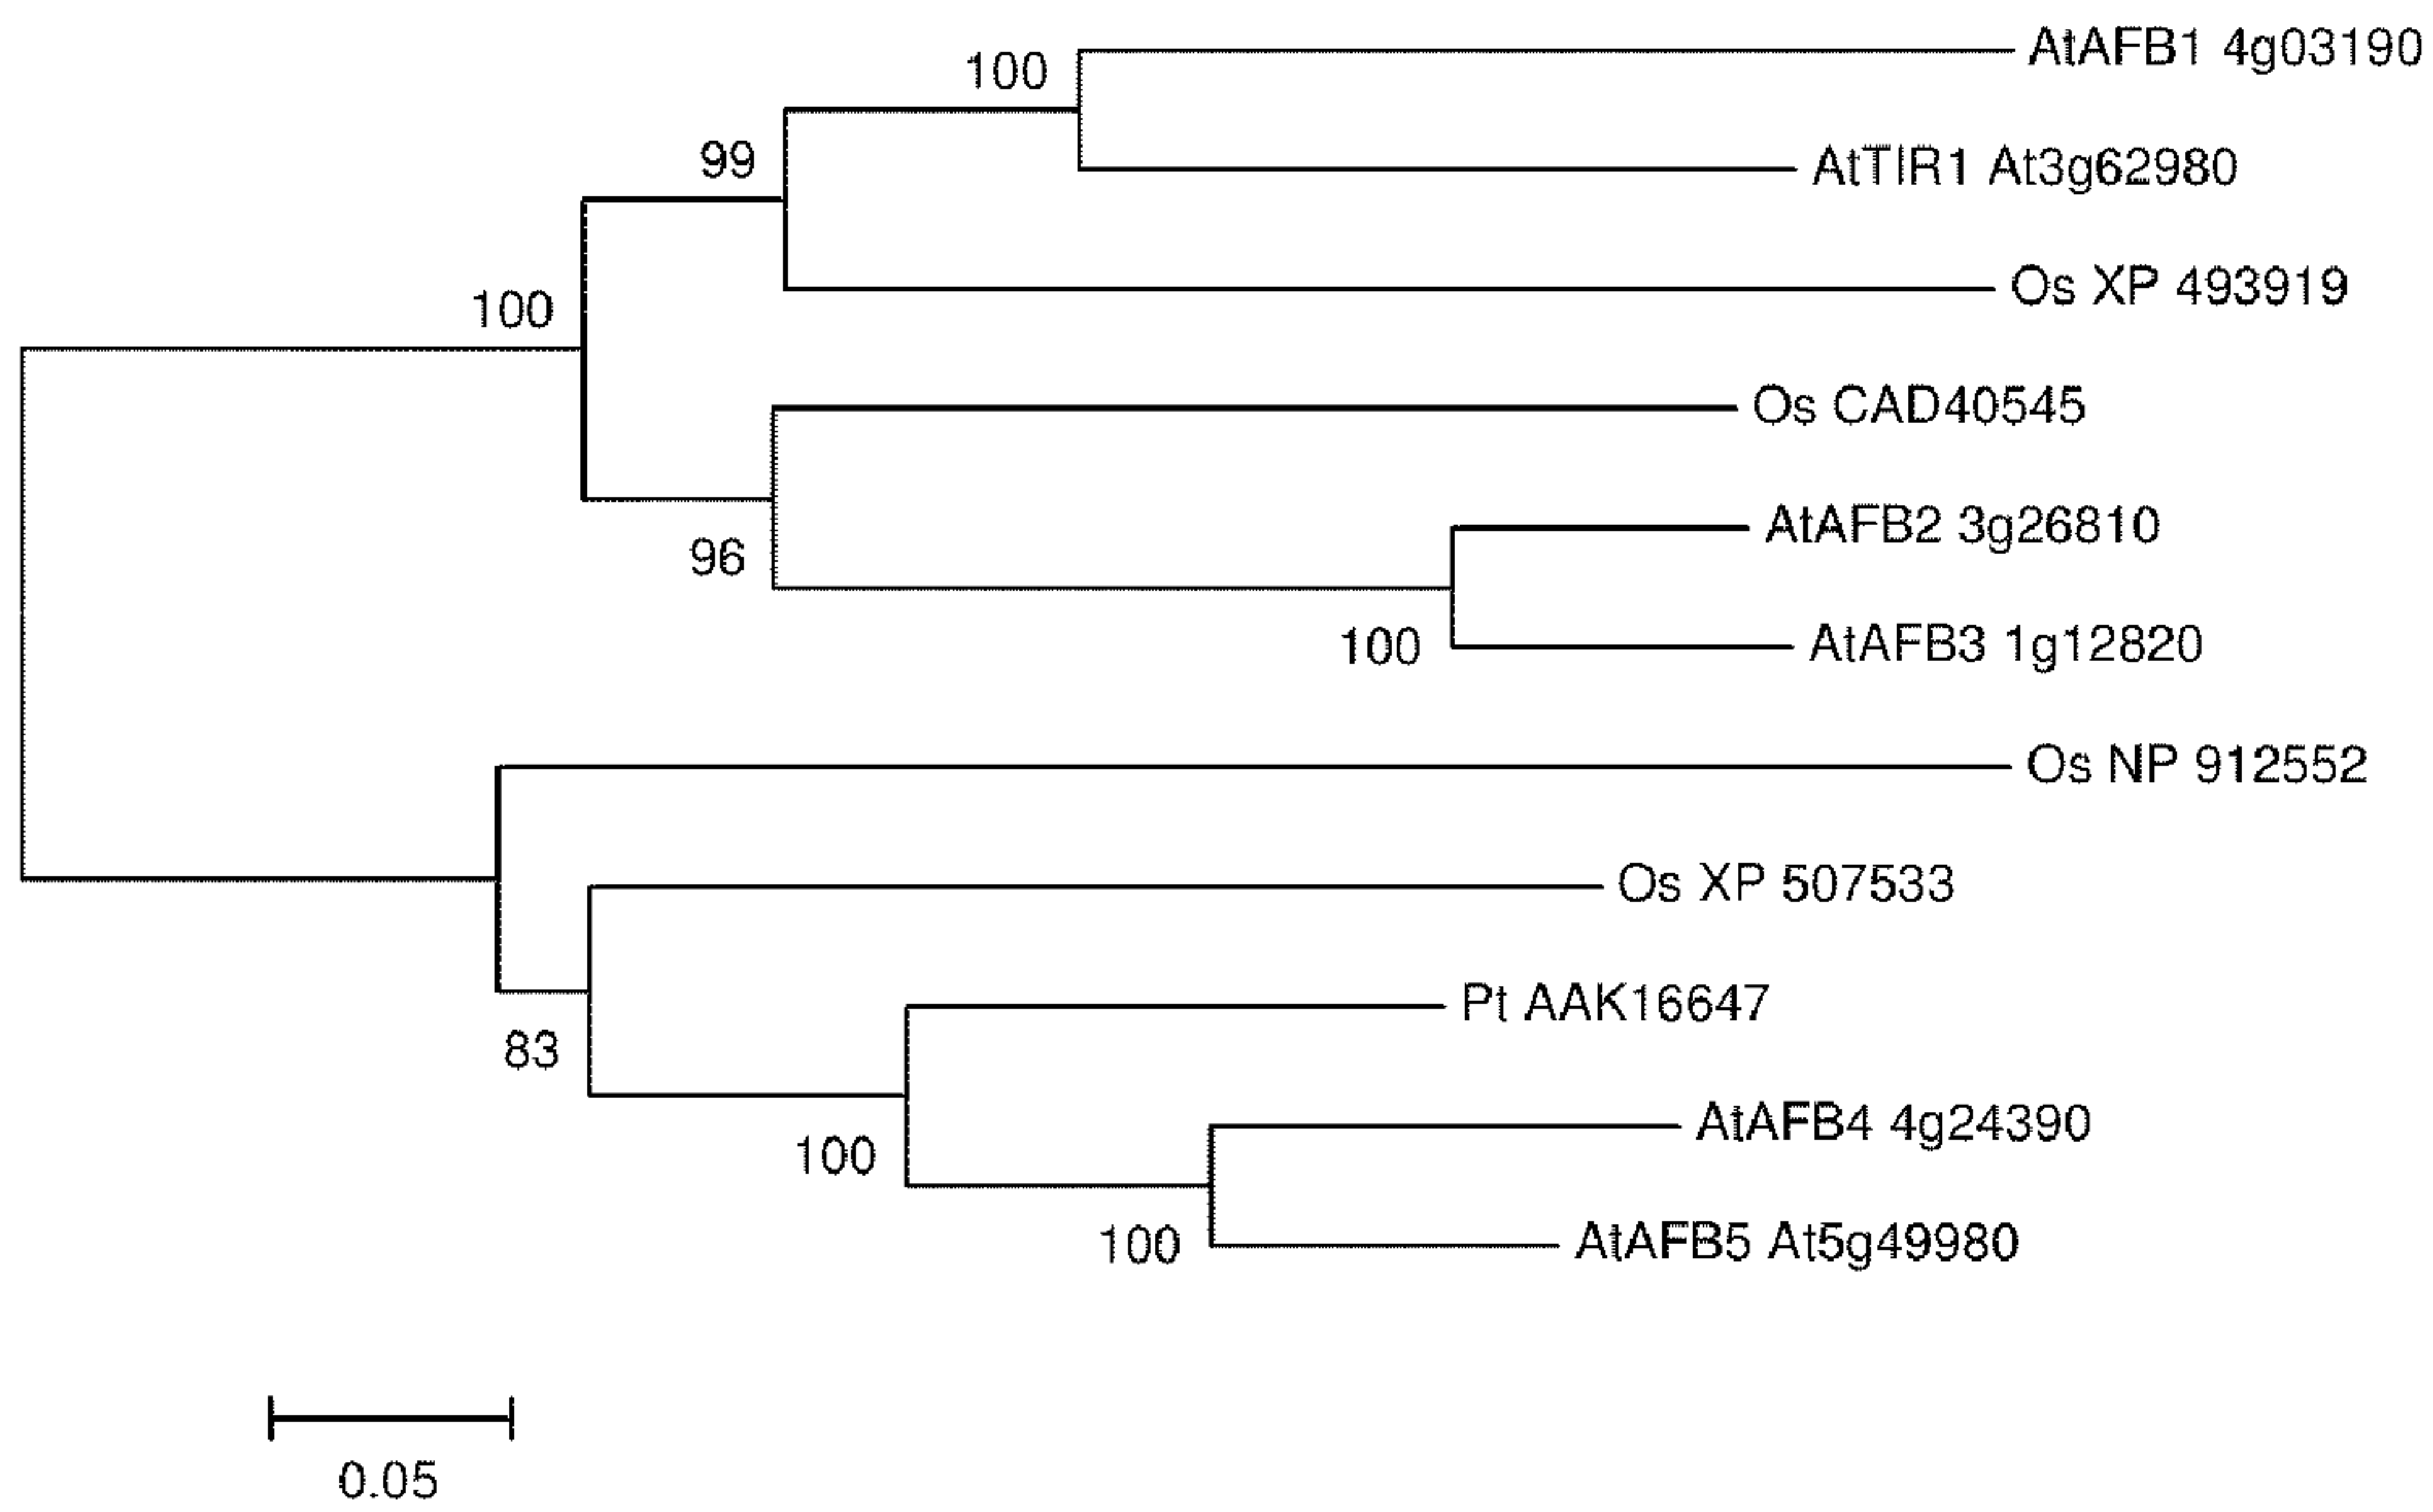 AtAFB1 4g03190
100
99
AtTIR1 At3g62980
Os XP 493919
100
Os CAD40545
AtAFB2 3g26810
96
AtAFB3 1g12820
100
Os NP 912552
Os XP 507533
Pt AAK16647
83
AtAFB4 4g24390
100
AtAFB5 At5g49980
100
0.05